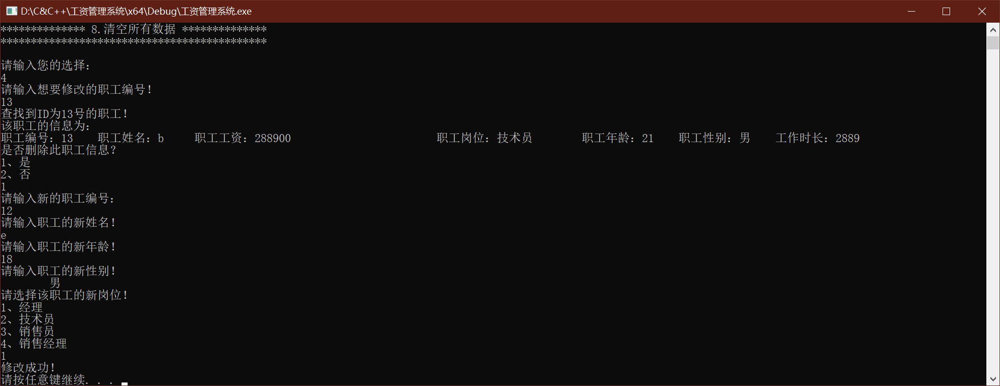 D:\C&C++\工资管理系统\x64\Debug\工资管理系统.exe
************** 8.清空所有数据 **************
********************************************
请输入您的选择：
4
请输入想要修改的职工编号！
13
查找到ID为13号的职工！
该职工的信息为：
职工编号：13 职工姓名：b 职工工资：288900 职工岗位：技术员 职工年龄：21 职工性别：男 工作时长：2889
是否删除此职工信息？
1、是
2、否
1
请输入新的职工编号：
12
请输入职工的新姓名！
e
请输入职工的新年龄！
18
请输入职工的新性别！
男
请选择该职工的新岗位！
1、经理
2、技术员
3、销售员
4、销售经理
1
修改成功！
请按任意键继续. . .